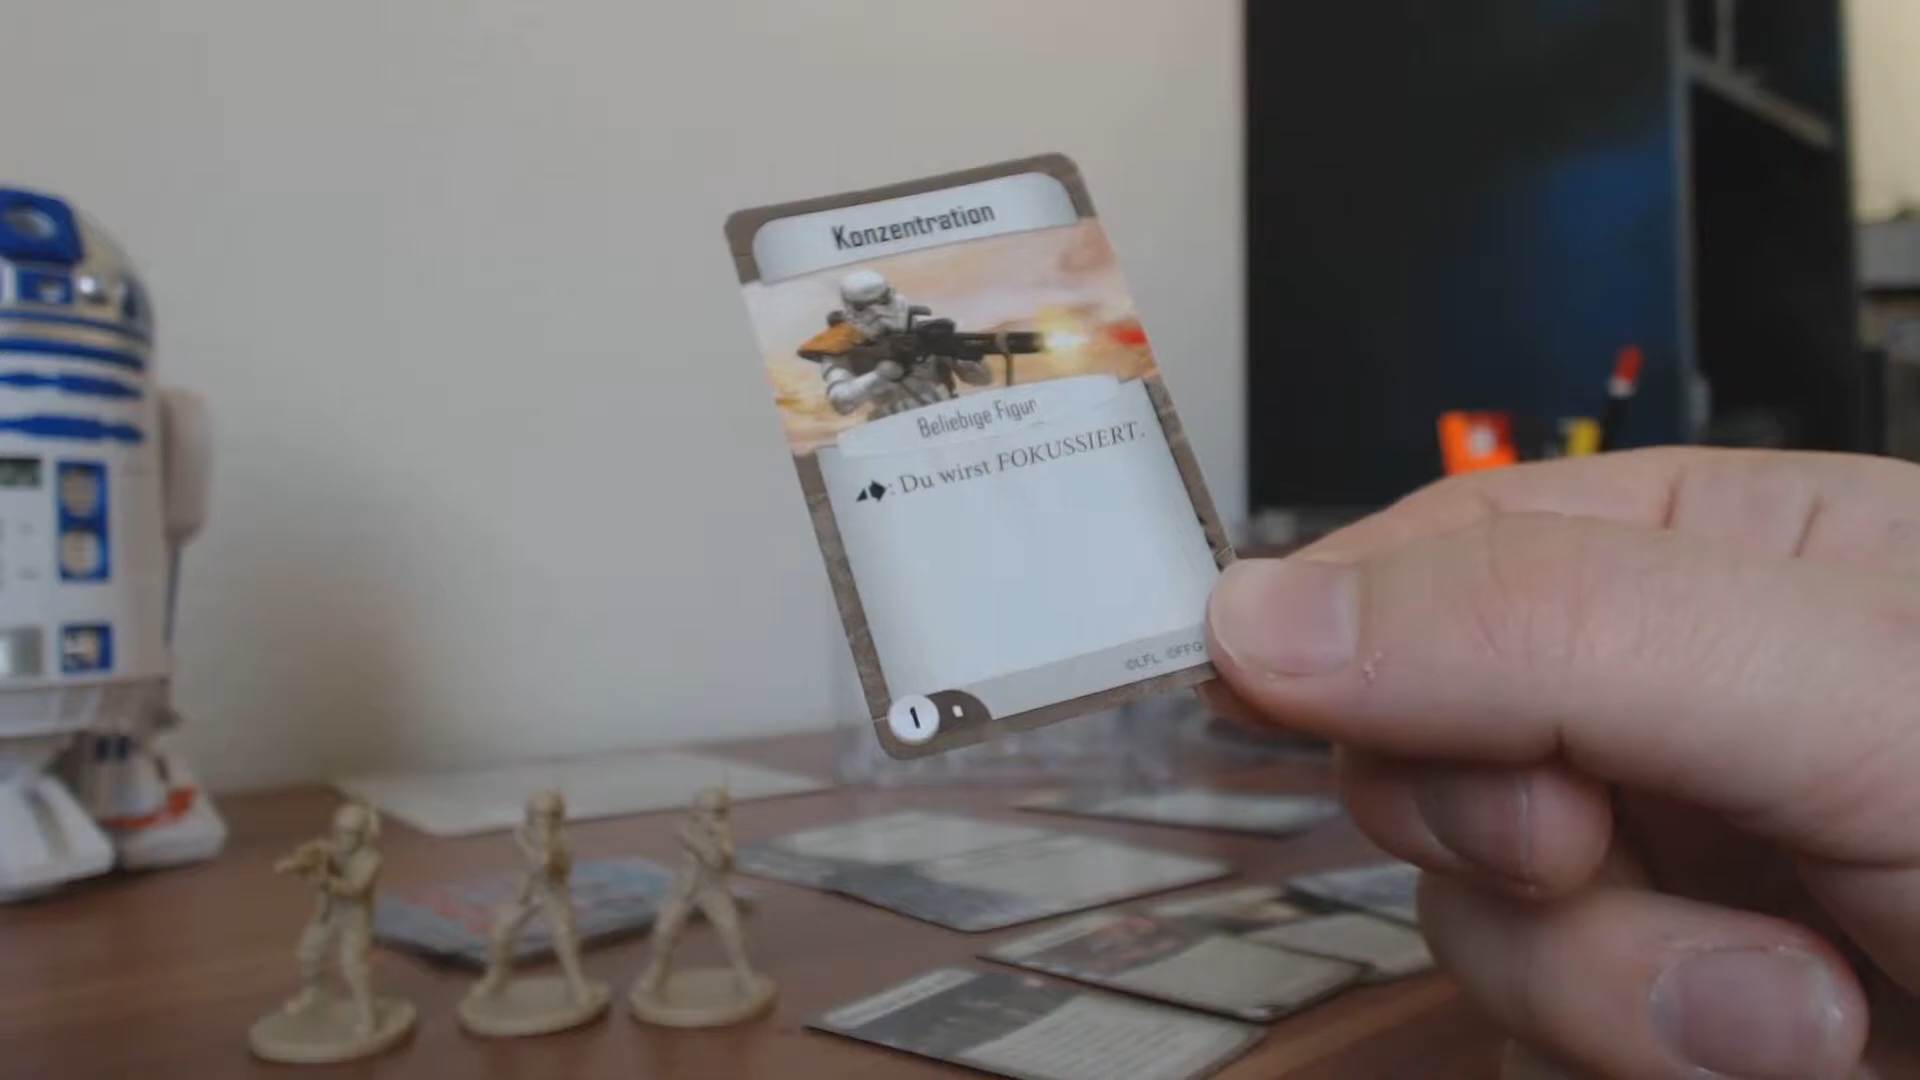 Konzentration
Beliebige Figur
: Du wirst FOKUSSIERT.
©LFL ©FFG
1